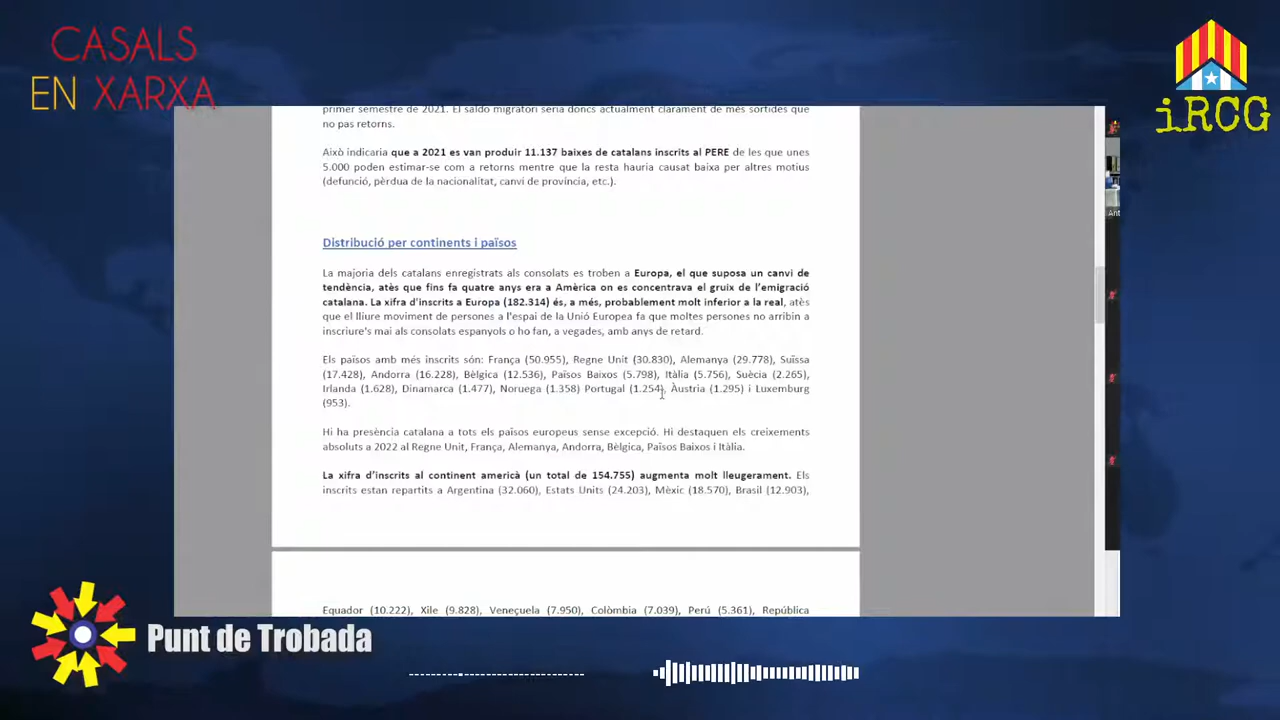 CASALS
EN XARXA
iRCG
primer semestre de 2021. El saldo migratori seria doncs actualment clarament de més sortides que
no pas retorns.
Això indicaria que a 2021 es van produir 11.137 baixes de catalans inscrits al PERE de les que unes
5.000 poden estimar-se com a retorns mentre que la resta hauria causat baixa per altres motius
(defunció, pèrdua de la nacionalitat, canvi de província, etc.).
Distribució per continents i països
La majoria dels catalans enregistrats als consolats es troben a Europa, el que suposa un canvi de
tendència, atès que fins fa quatre anys era a Amèrica on es concentrava el gruix de l'emigració
catalana. La xifra d'inscrits a Europa (182.314) és, a més, probablement molt inferior a la real, atès
que el lliure moviment de persones a l'espai de la Unió Europea fa que moltes persones no arribin a
inscriure's mai als consolats espanyols o ho fan, a vegades, amb anys de retard.
Els països amb més inscrits són: França (50.955), Regne Unit (30.830), Alemanya (29.778), Suïssa
(17.428), Andorra (16.228), Bèlgica (12.536), Països Baixos (5.798), Itàlia (5.756), Suècia (2.265),
Irlanda (1.628), Dinamarca (1.477), Noruega (1.358) Portugal (1.254), Àustria (1.295) i Luxemburg
(953).
Hi ha presència catalana a tots els països europeus sense excepció. Hi destaquen els creixements
absoluts a 2022 al Regne Unit, França, Alemanya, Andorra, Bèlgica, Països Baixos i Itàlia.
La xifra d'inscrits al continent americà (un total de 154.755) augmenta molt lleugerament. Els
inscrits estan repartits a Argentina (32.060), Estats Units (24.203), Mèxic (18.570), Brasil (12.903),
Equador (10.222), Xile (9.828), Veneçuela (7.950), Colòmbia (7.039), Perú (5.361), República
Ant
Punt de Trobada